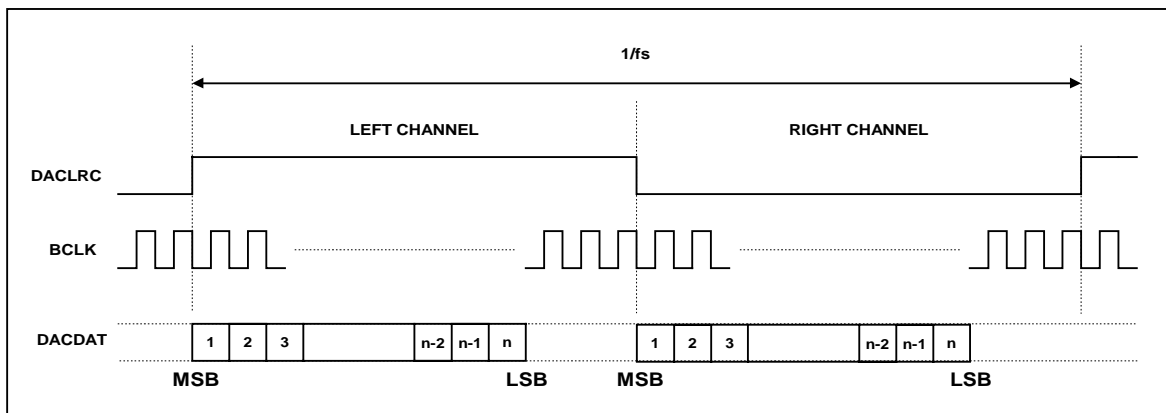 1/fs
LEFT CHANNEL RIGHT CHANNEL
DACLRC
BCLK
DACDAT 1 2 3 n-2 n-1 n 1 2 3 n-2 n-1 n
MSB LSB MSB LSB